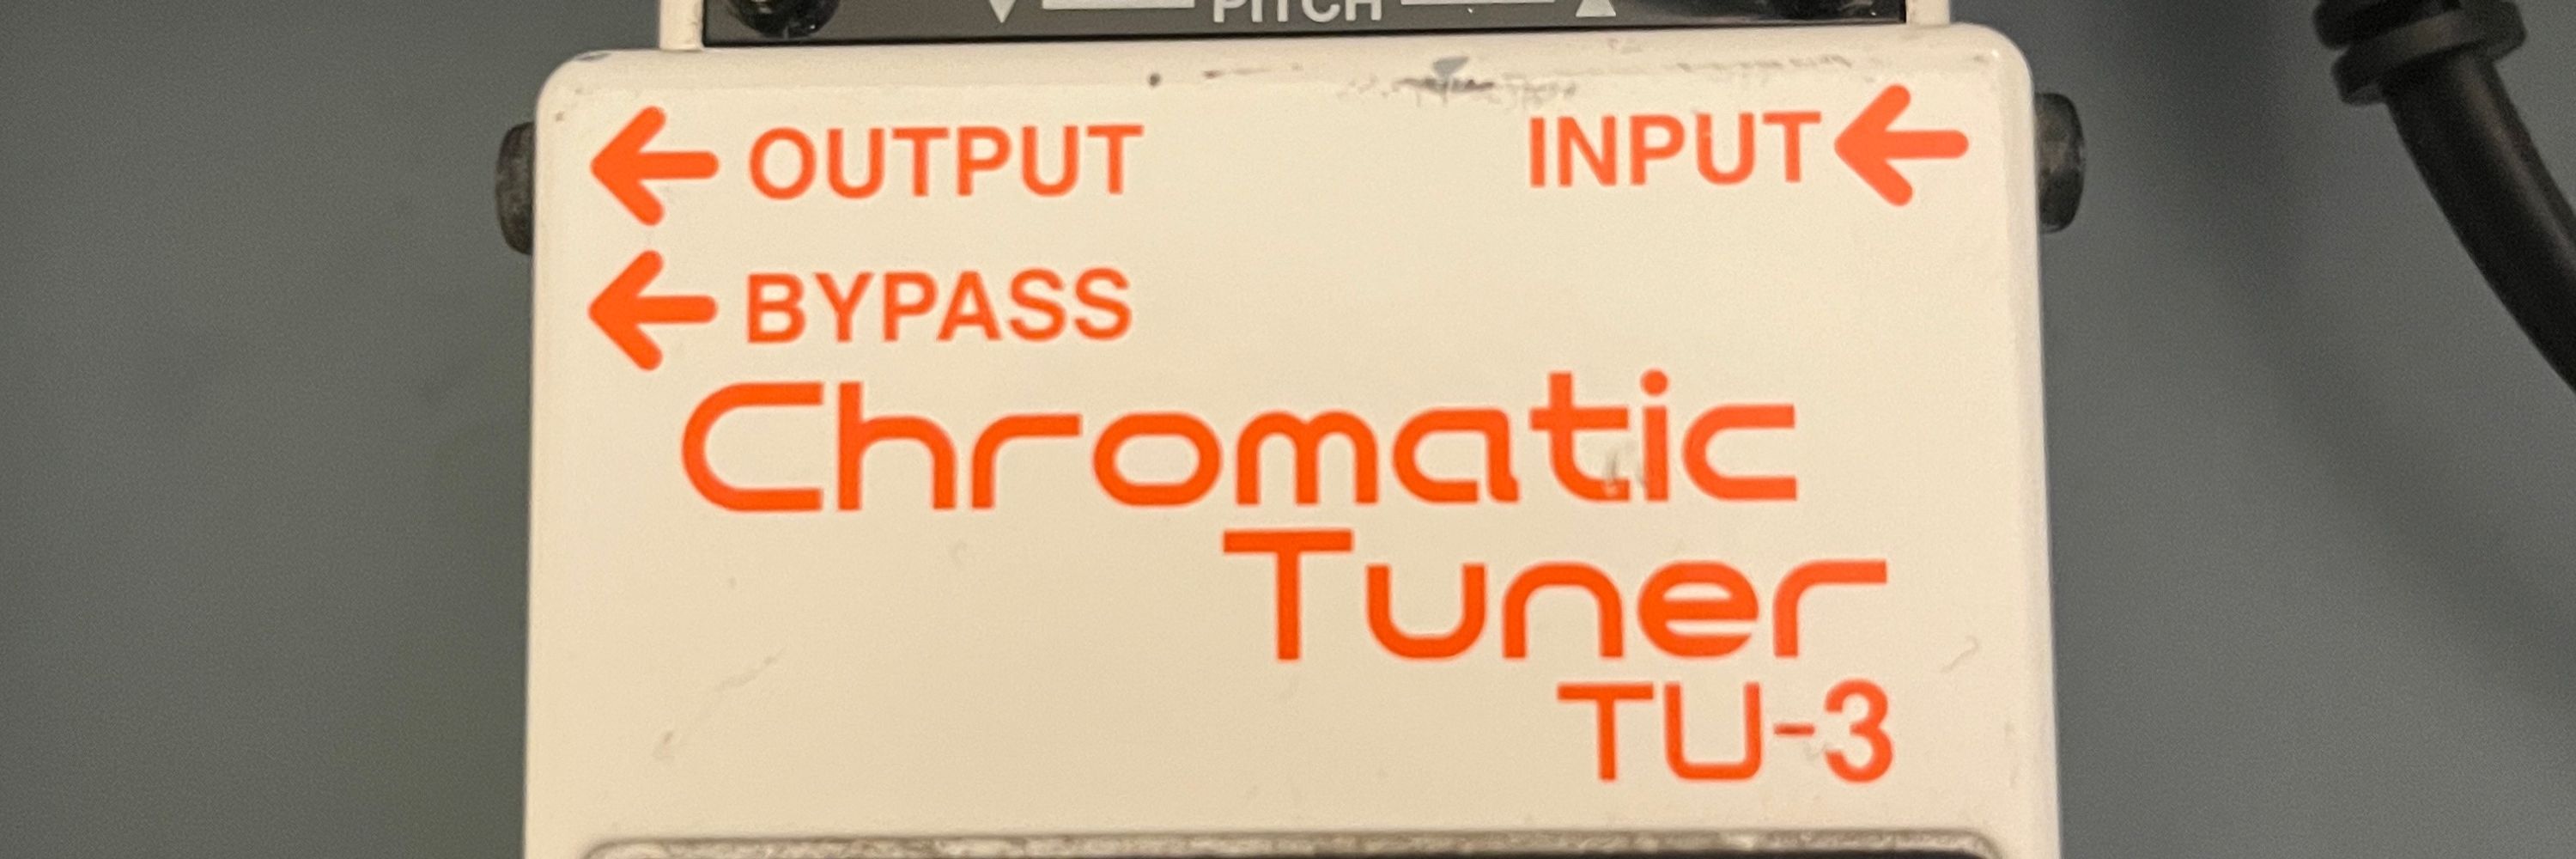 PITCH
OUTPUT INPUT
BYPASS
Chromatic
Tuner
TU-3